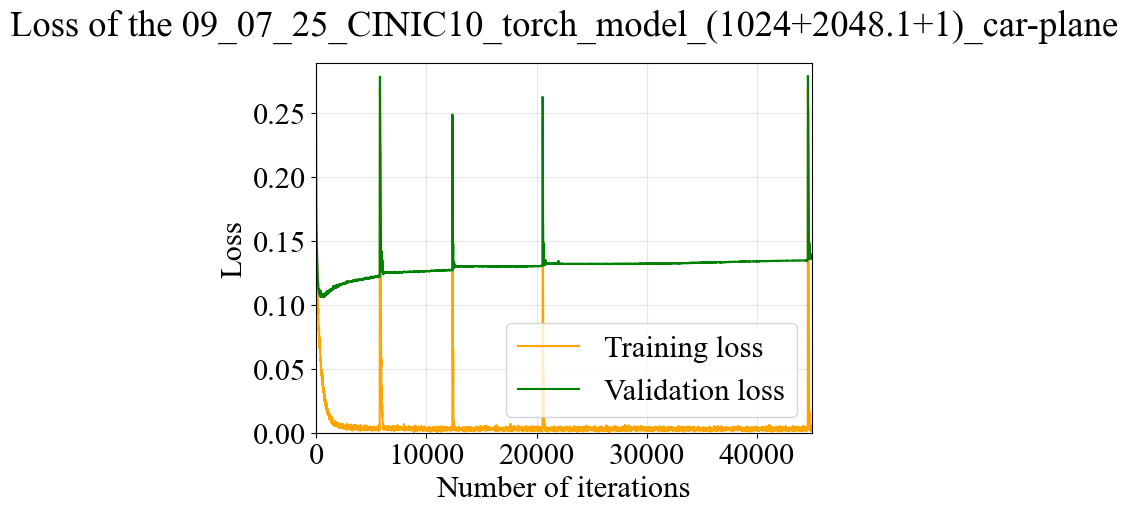 Loss of the 09_07_25_CINIC10_torch_model_(1024+2048.1+1)_car-plane
0.25
0.20
0.15
0.10
0.05
0.00
Loss
Training loss
Validation loss
0 10000 20000 30000 40000
Number of iterations